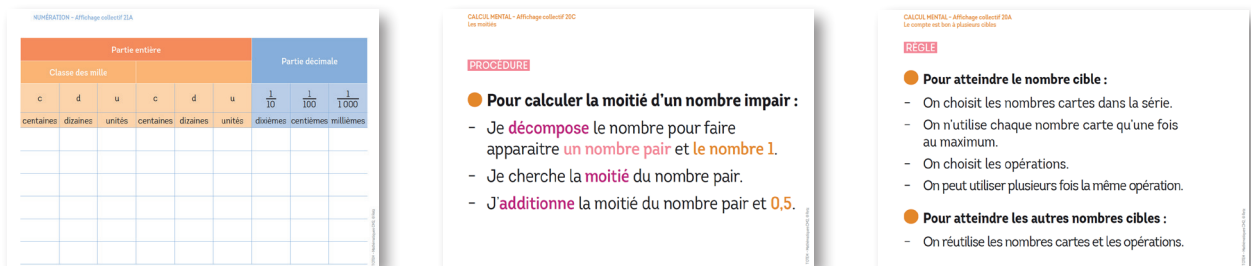 NUMÉRATION – Affichage collectif 21A
Partie entière
Partie décimale
Classe des mille
c d u c d u 1/10 1/100 1/1 000
centaines dizaines unités centaines dizaines unités dixièmes centièmes millièmes
CALCUL MENTAL – Affichage collectif 20C
Les moitiés
PROCÉDURE
Pour calculer la moitié d'un nombre impair :
- Je décompose le nombre pour faire
apparaitre un nombre pair et le nombre 1.
- Je cherche la moitié du nombre pair.
- J'additionne la moitié du nombre pair et 0,5.
CALCUL MENTAL – Affichage collectif 20A
Le compte est bon à plusieurs cibles
RÈGLE
Pour atteindre le nombre cible :
- On choisit les nombres cartes dans la série.
- On n'utilise chaque nombre carte qu'une fois
au maximum.
- On choisit les opérations.
- On peut utiliser plusieurs fois la même opération.
Pour atteindre les autres nombres cibles :
- On réutilise les nombres cartes et les opérations.